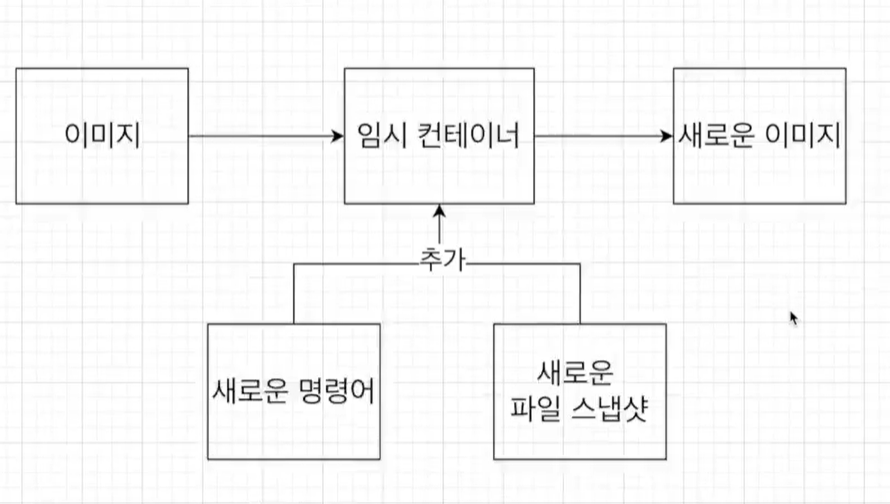 이미지
임시 컨테이너
새로운 이미지
추가
새로운 명령어
새로운
파일 스냅샷